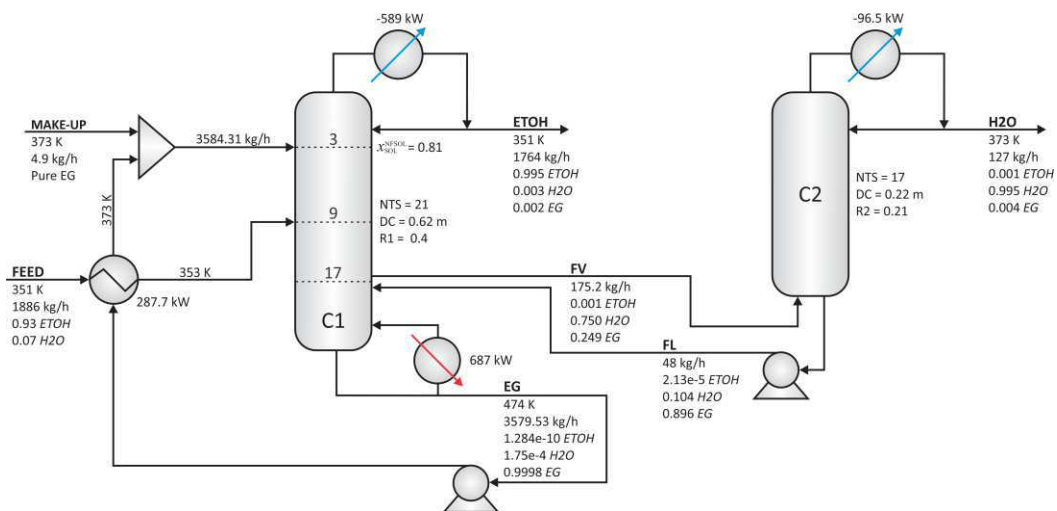 -589 kW
-96.5 kW
MAKE-UP
373 K
4.9 kg/h
Pure EG
3584.31 kg/h
3
x_SOL^NFSOL = 0.81
ETOH
351 K
1764 kg/h
0.995 ETOH
0.003 H2O
0.002 EG
H2O
373 K
127 kg/h
0.001 ETOH
0.995 H2O
0.004 EG
NTS = 17
DC = 0.22 m
R2 = 0.21
C2
373 K
NTS = 21
DC = 0.62 m
R1 = 0.4
9
FEED
351 K
1886 kg/h
0.93 ETOH
0.07 H2O
353 K
287.7 kW
17
C1
FV
175.2 kg/h
0.001 ETOH
0.750 H2O
0.249 EG
FL
48 kg/h
2.13e-5 ETOH
0.104 H2O
0.896 EG
687 kW
EG
474 K
3579.53 kg/h
1.284e-10 ETOH
1.75e-4 H2O
0.9998 EG